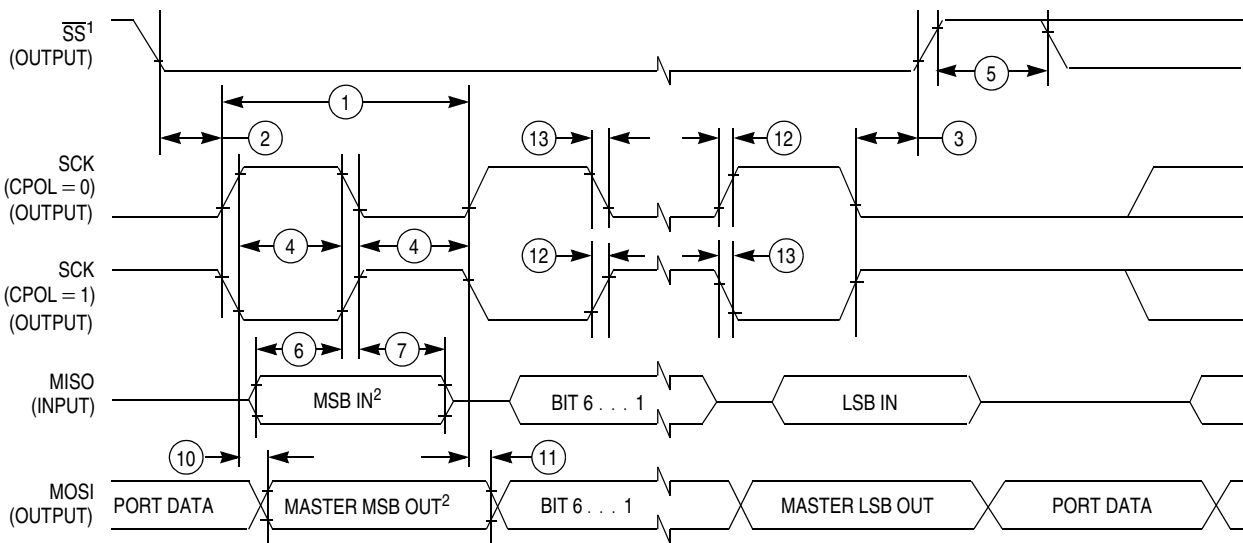 SS¹
(OUTPUT)
5
1
2
13
12
3
SCK
(CPOL = 0)
(OUTPUT)
4
4
12
13
SCK
(CPOL = 1)
(OUTPUT)
6
7
MISO
(INPUT)
MSB IN²
BIT 6 . . . 1
LSB IN
10
11
MOSI
(OUTPUT)
PORT DATA
MASTER MSB OUT²
BIT 6 . . . 1
MASTER LSB OUT
PORT DATA